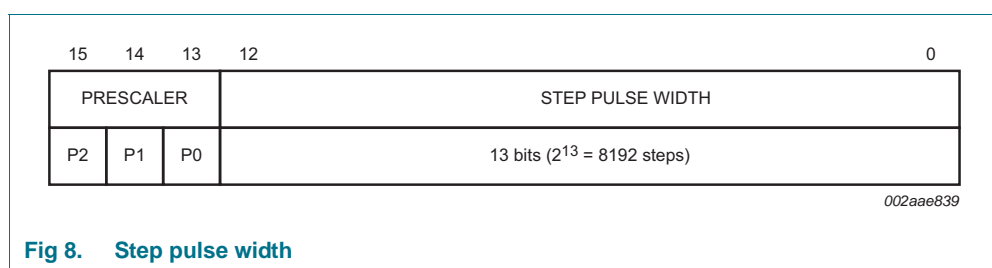 15 14 13 12 0
PRESCALER STEP PULSE WIDTH
P2 P1 P0 13 bits (2¹³ = 8192 steps)
002aae839
Fig 8. Step pulse width